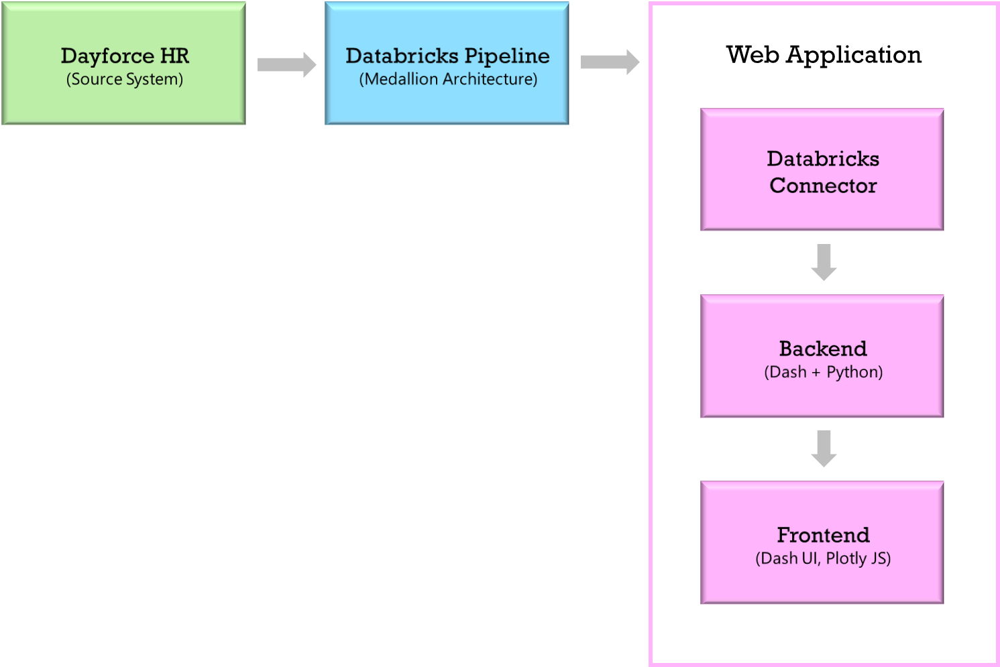 Dayforce HR
(Source System)
Databricks Pipeline
(Medallion Architecture)
Web Application
Databricks
Connector
Backend
(Dash + Python)
Frontend
(Dash UI, Plotly JS)